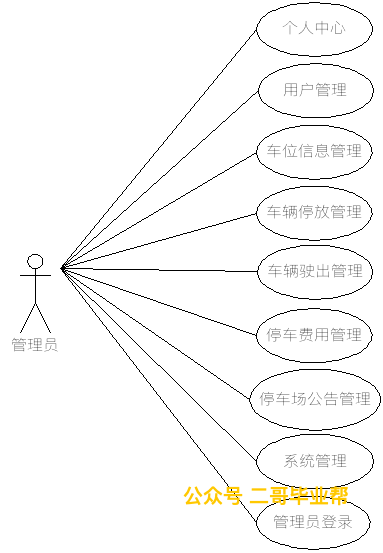 个人中心
用户管理
车位信息管理
车辆停放管理
车辆驶出管理
停车费用管理
管理员
停车场公告管理
系统管理
公众号 二哥毕业帮
管理员登录